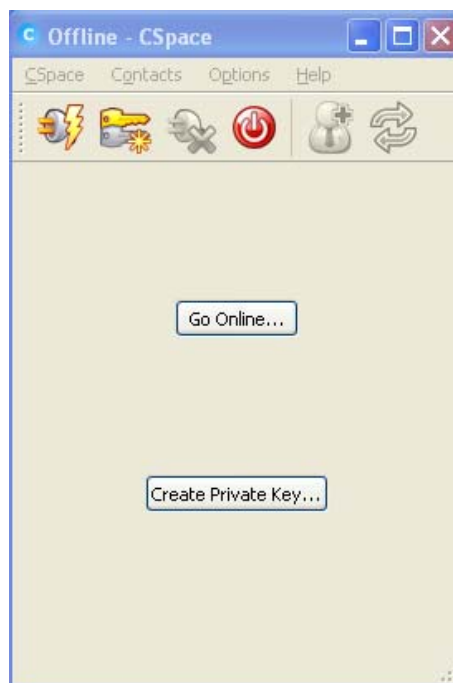 Offline - CSpace
CSpace Contacts Options Help
Go Online...
Create Private Key...